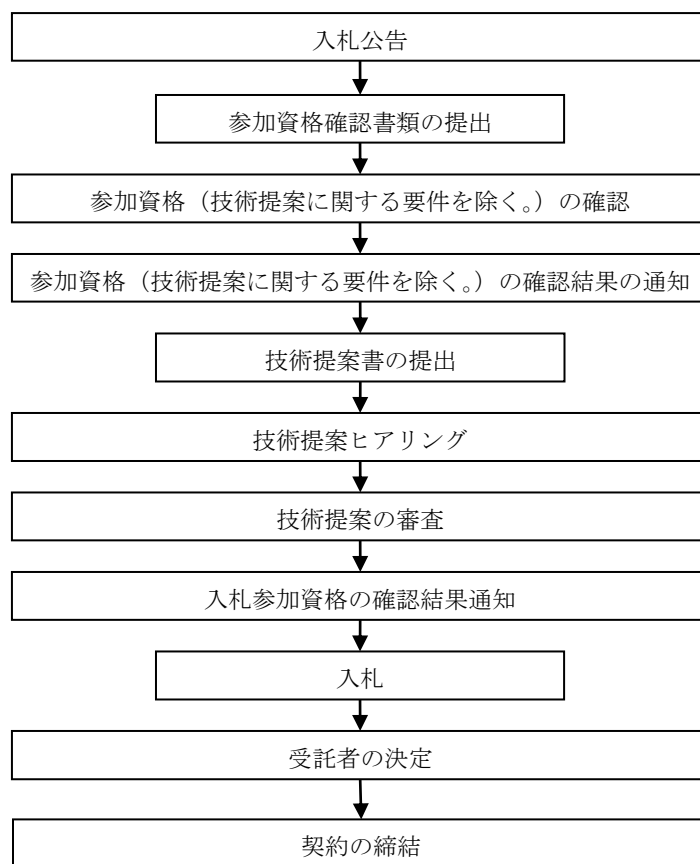 入札公告
参加資格確認書類の提出
参加資格（技術提案に関する要件を除く。）の確認
参加資格（技術提案に関する要件を除く。）の確認結果の通知
技術提案書の提出
技術提案ヒアリング
技術提案の審査
入札参加資格の確認結果通知
入札
受託者の決定
契約の締結